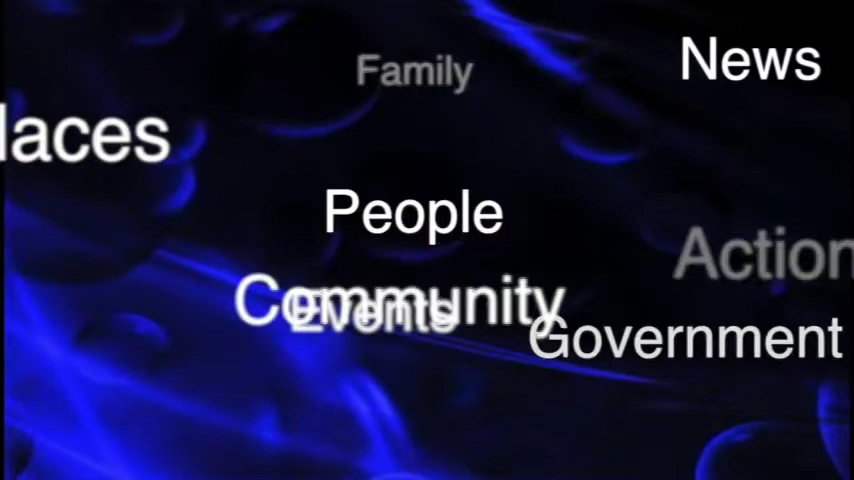 News
Family
laces
People
Action
Community
Events
Government